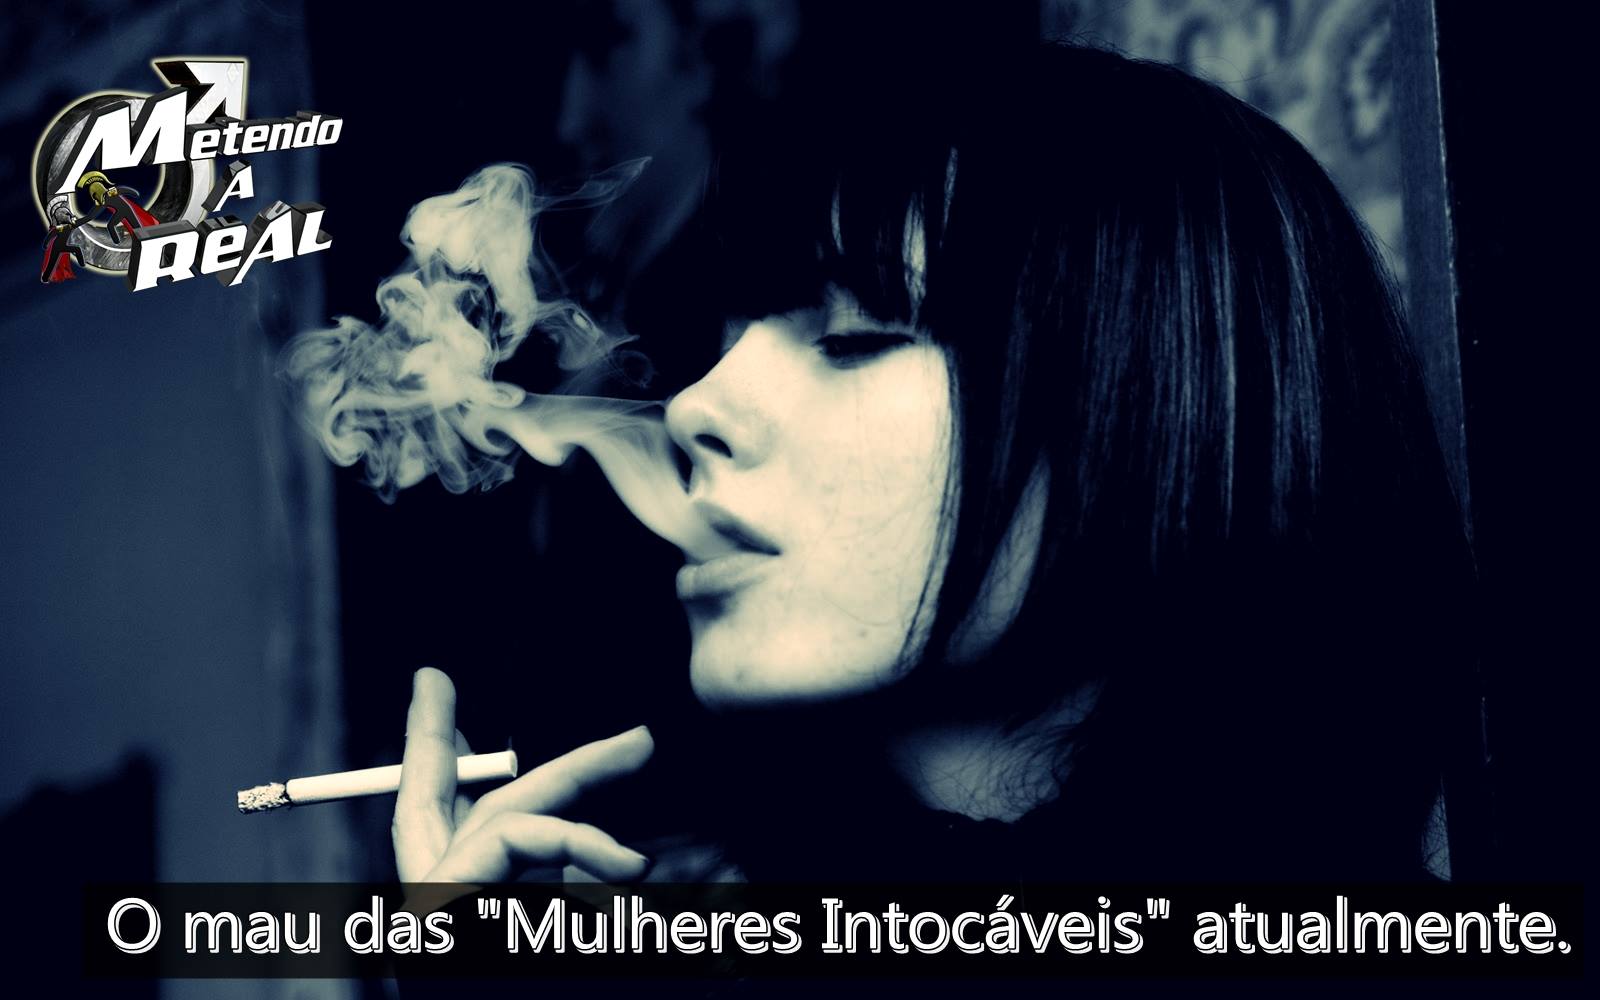 Metendo
A
Real
O mau das "Mulheres Intocáveis" atualmente.